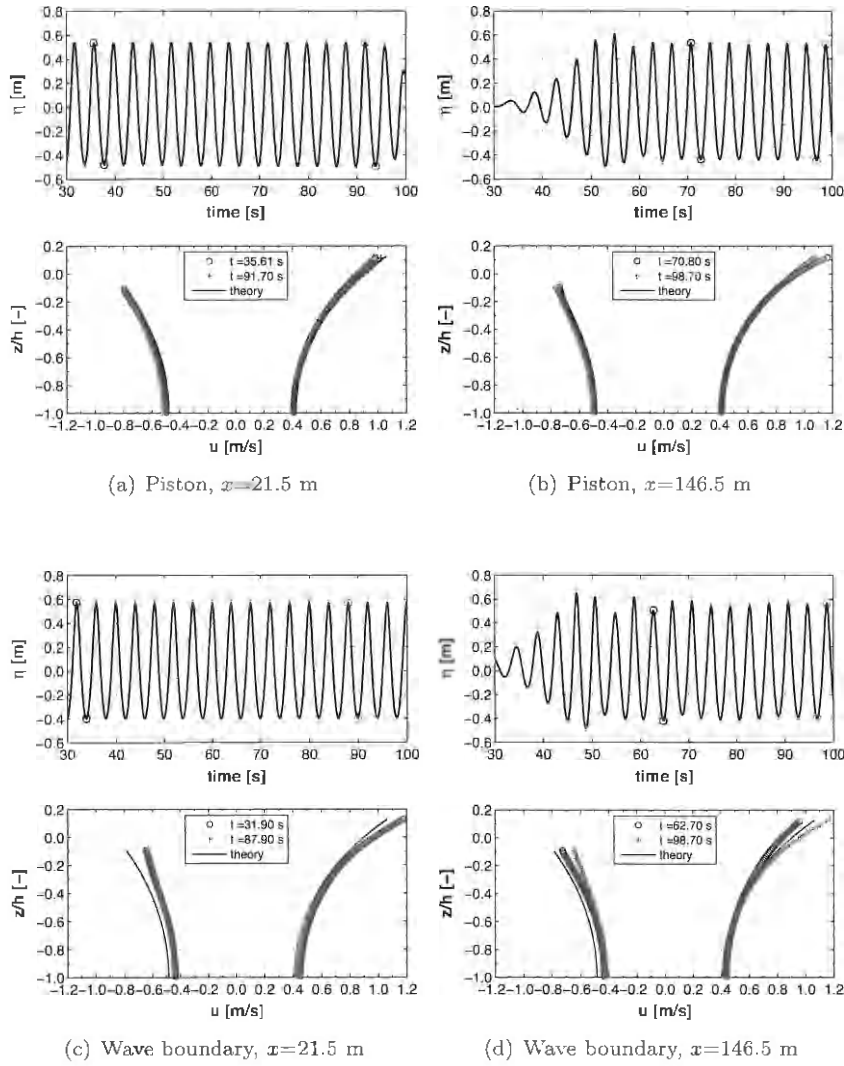 0.8 0.6 0.4 0.2 0.0 −0.2 −0.4 −0.6
η [m]
30 40 50 60 70 80 90 100
time [s]
0.8 0.6 0.4 0.2 0.0 −0.2 −0.4 −0.6
η [m]
30 40 50 60 70 80 90 100
time [s]
0.2 0.0 −0.2 −0.4 −0.6 −0.8 −1.0
z/h [−]
t =35.61 s
t =91.70 s
theory
−1.2 −1.0 −0.8 −0.6 −0.4 −0.2 0.0 0.2 0.4 0.6 0.8 1.0 1.2
u [m/s]
0.2 0.0 −0.2 −0.4 −0.6 −0.8 −1.0
z/h [−]
t =70.80 s
t =98.70 s
theory
−1.2 −1.0 −0.8 −0.6 −0.4 −0.2 0.0 0.2 0.4 0.6 0.8 1.0 1.2
u [m/s]
(a) Piston, x=21.5 m
(b) Piston, x=146.5 m
0.8 0.6 0.4 0.2 0.0 −0.2 −0.4 −0.6
η [m]
30 40 50 60 70 80 90 100
time [s]
0.8 0.6 0.4 0.2 0.0 −0.2 −0.4 −0.6
η [m]
30 40 50 60 70 80 90 100
time [s]
0.2 0.0 −0.2 −0.4 −0.6 −0.8 −1.0
z/h [−]
t =31.90 s
t =87.90 s
theory
−1.2 −1.0 −0.8 −0.6 −0.4 −0.2 0.0 0.2 0.4 0.6 0.8 1.0 1.2
u [m/s]
0.2 0.0 −0.2 −0.4 −0.6 −0.8 −1.0
z/h [−]
t =62.70 s
t =98.70 s
theory
−1.2 −1.0 −0.8 −0.6 −0.4 −0.2 0.0 0.2 0.4 0.6 0.8 1.0 1.2
u [m/s]
(c) Wave boundary, x=21.5 m
(d) Wave boundary, x=146.5 m